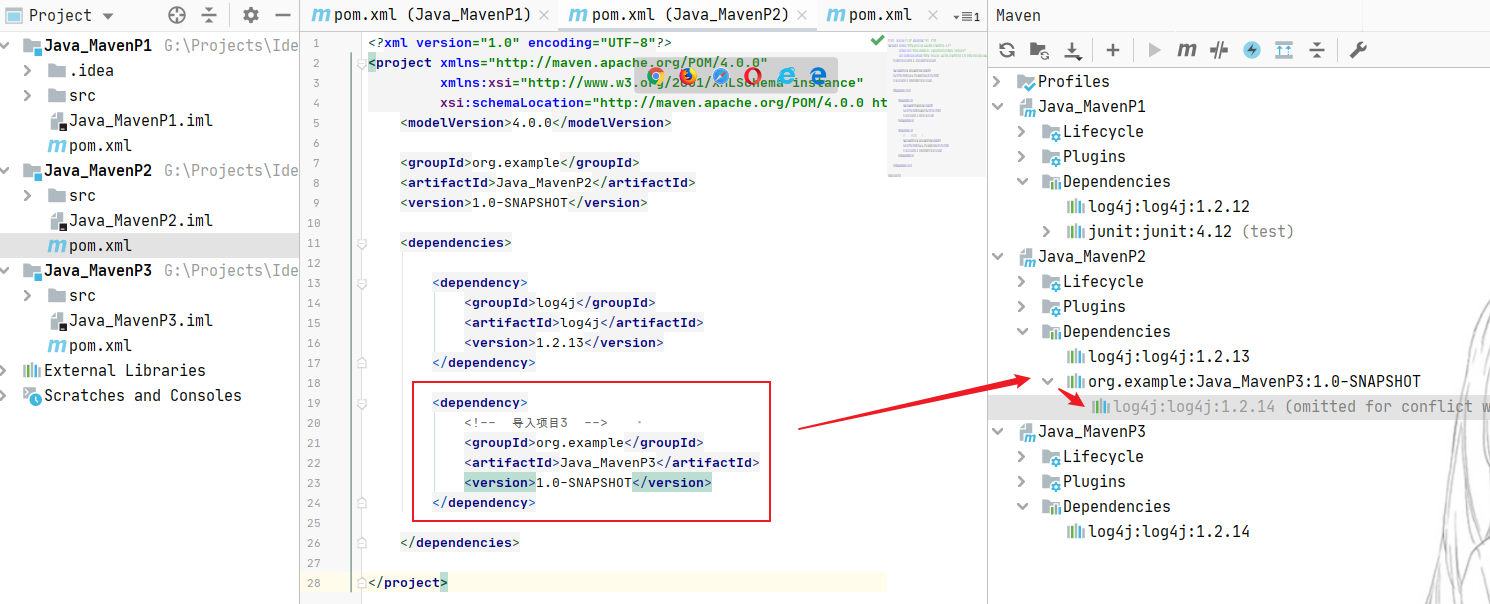 Project
Java_MavenP1 G:\Projects\Ide
.idea
src
Java_MavenP1.iml
pom.xml
Java_MavenP2 G:\Projects\Ide
src
Java_MavenP2.iml
pom.xml
Java_MavenP3 G:\Projects\Ide
src
Java_MavenP3.iml
pom.xml
External Libraries
Scratches and Consoles
pom.xml (Java_MavenP1)
pom.xml (Java_MavenP2)
pom.xml
1
1 <?xml version="1.0" encoding="UTF-8"?>
2 <project xmlns="http://maven.apache.org/POM/4.0.0"
3 xmlns:xsi="http://www.w3.org/2001/XMLSchema-instance"
4 xsi:schemaLocation="http://maven.apache.org/POM/4.0.0 ht
5 <modelVersion>4.0.0</modelVersion>
6
7 <groupId>org.example</groupId>
8 <artifactId>Java_MavenP2</artifactId>
9 <version>1.0-SNAPSHOT</version>
10
11 <dependencies>
12
13 <dependency>
14 <groupId>log4j</groupId>
15 <artifactId>log4j</artifactId>
16 <version>1.2.13</version>
17 </dependency>
18
19 <dependency>
20 <!-- 导入项目3 -->
21 <groupId>org.example</groupId>
22 <artifactId>Java_MavenP3</artifactId>
23 <version>1.0-SNAPSHOT</version>
24 </dependency>
25
26 </dependencies>
27
28 </project>
Maven
Profiles
Java_MavenP1
Lifecycle
Plugins
Dependencies
log4j:log4j:1.2.12
junit:junit:4.12 (test)
Java_MavenP2
Lifecycle
Plugins
Dependencies
log4j:log4j:1.2.13
org.example:Java_MavenP3:1.0-SNAPSHOT
log4j:log4j:1.2.14 (omitted for conflict w
Java_MavenP3
Lifecycle
Plugins
Dependencies
log4j:log4j:1.2.14